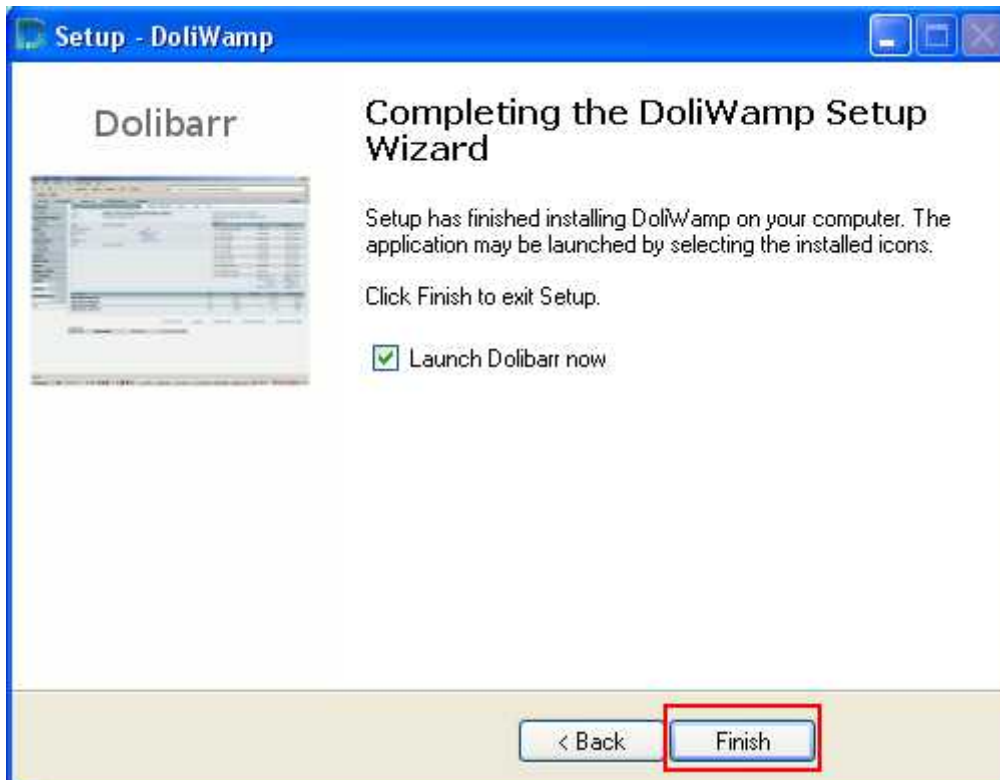 Setup - DoliWamp
Dolibarr
Completing the DoliWamp Setup
Wizard
Setup has finished installing DoliWamp on your computer. The
application may be launched by selecting the installed icons.
Click Finish to exit Setup.
Launch Dolibarr now
< Back
Finish